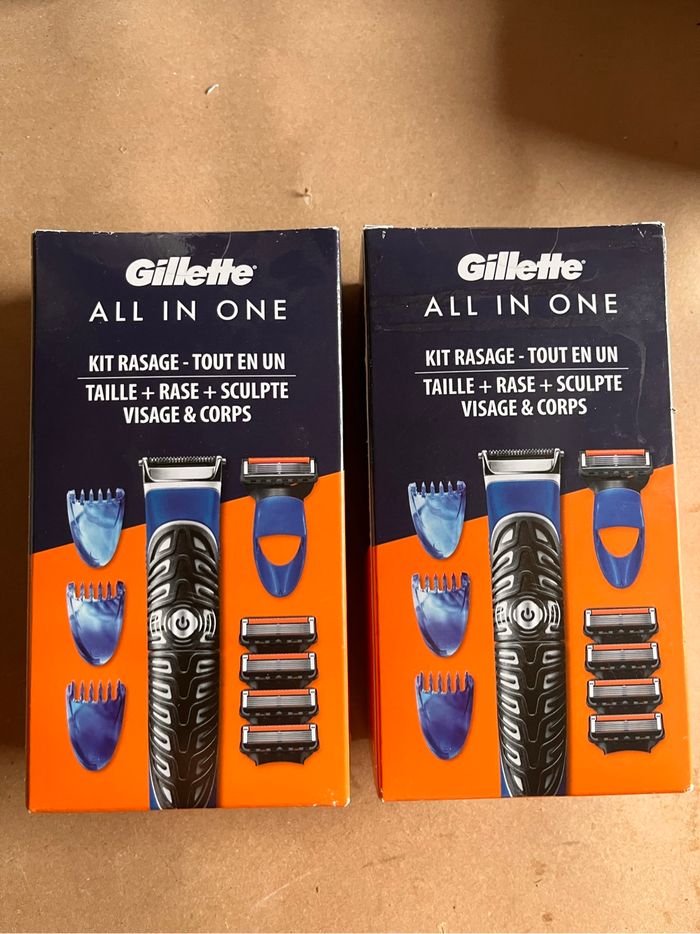 Gillette
ALL IN ONE
KIT RASAGE - TOUT EN UN
TAILLE + RASE + SCULPTE
VISAGE & CORPS
Gillette
ALL IN ONE
KIT RASAGE - TOUT EN UN
TAILLE + RASE + SCULPTE
VISAGE & CORPS